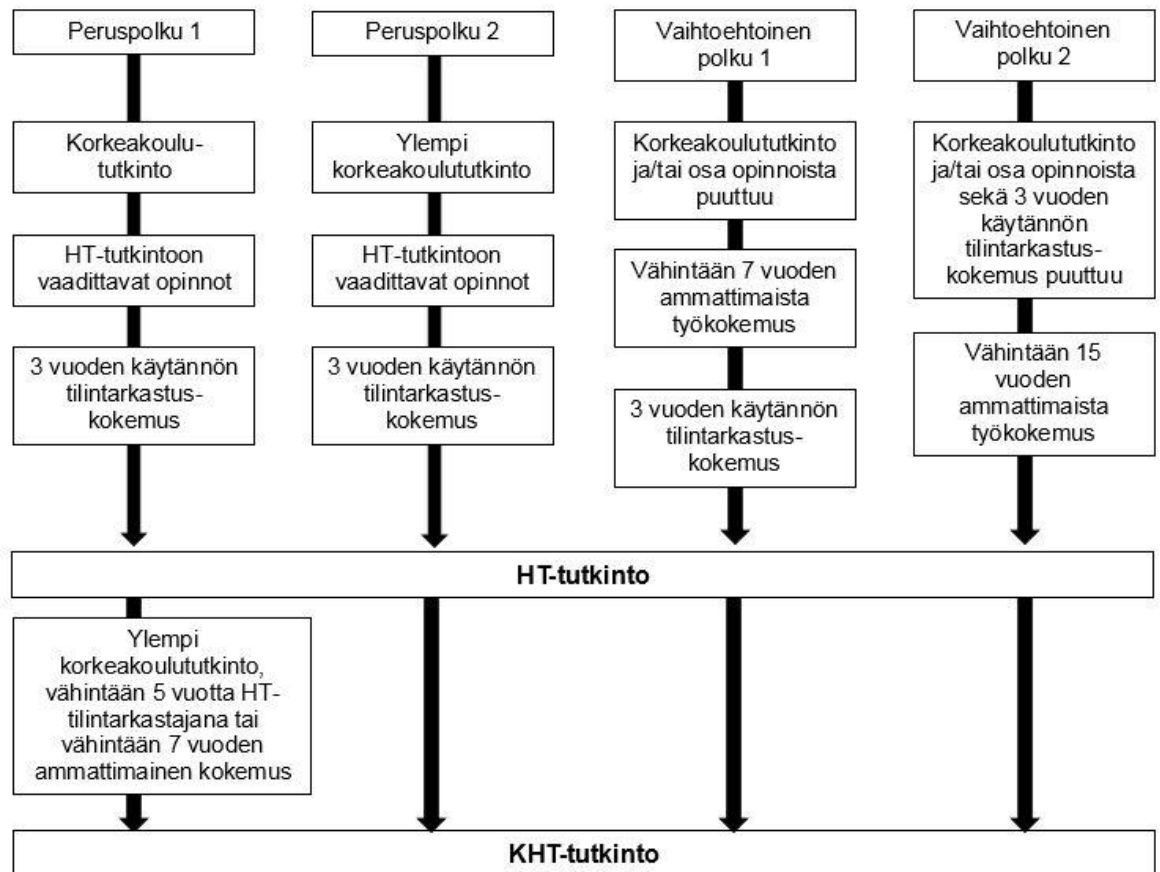 Peruspolku 1
Korkeakoulu-
tutkinto
HT-tutkintoon
vaadittavat opinnot
3 vuoden käytännön
tilintarkastus-
kokemus
Peruspolku 2
Ylempi
korkeakoulututkinto
HT-tutkintoon
vaadittavat opinnot
3 vuoden käytännön
tilintarkastus-
kokemus
Vaihtoehtoinen
polku 1
Korkeakoulututkinto
ja/tai osa opinnoista
puuttuu
Vähintään 7 vuoden
ammattimaista
työkokemus
3 vuoden käytännön
tilintarkastus-
kokemus
Vaihtoehtoinen
polku 2
Korkeakoulututkinto
ja/tai osa opinnoista
sekä 3 vuoden
käytännön
tilintarkastus-
kokemus puuttuu
Vähintään 15
vuoden
ammattimaista
työkokemus
HT-tutkinto
Ylempi
korkeakoulututkinto,
vähintään 5 vuotta HT-
tilintarkastajana tai
vähintään 7 vuoden
ammattimainen kokemus
KHT-tutkinto